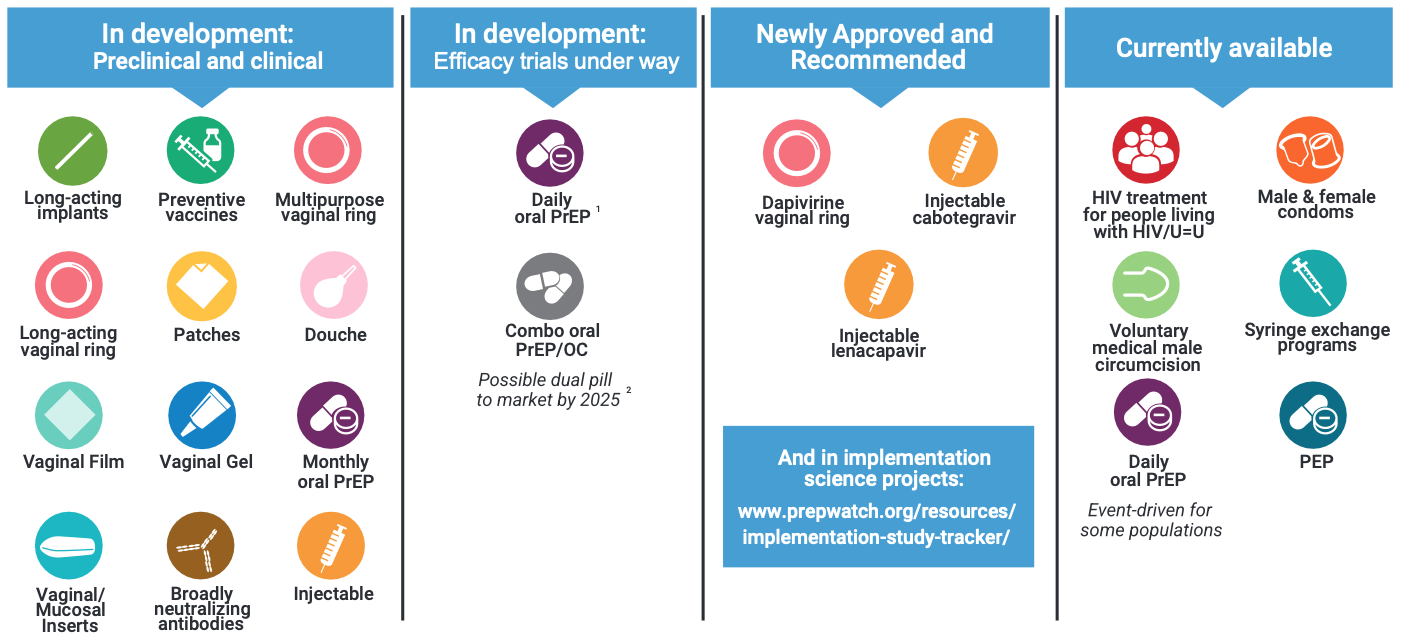 In development:
Preclinical and clinical
Long-acting
implants
Preventive
vaccines
Multipurpose
vaginal ring
Long-acting
vaginal ring
Patches
Douche
Vaginal Film
Vaginal Gel
Monthly
oral PrEP
Vaginal/
Mucosal
Inserts
Broadly
neutralizing
antibodies
Injectable
In development:
Efficacy trials under way
Daily
oral PrEP 1
Combo oral
PrEP/OC
Possible dual pill
to market by 2025 2
Newly Approved and
Recommended
Dapivirine
vaginal ring
Injectable
cabotegravir
Injectable
lenacapavir
And in implementation
science projects:
www.prepwatch.org/resources/
implementation-study-tracker/
Currently available
HIV treatment
for people living
with HIV/U=U
Male & female
condoms
Voluntary
medical male
circumcision
Syringe exchange
programs
Daily
oral PrEP
Event-driven for
some populations
PEP